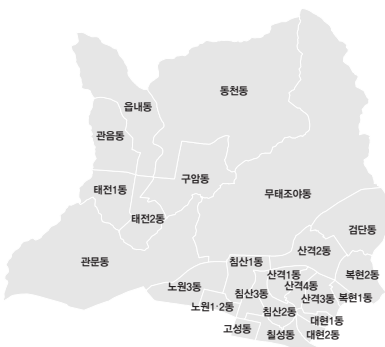 동천동
읍내동
관음동
구암동
태전1동
무태조야동
태전2동
검단동
산격2동
관문동
침산1동
복현2동
산격1동
노원3동
산격4동
침산3동
산격3동
복현1동
노원1·2동
침산2동
대현1동
고성동
칠성동
대현2동